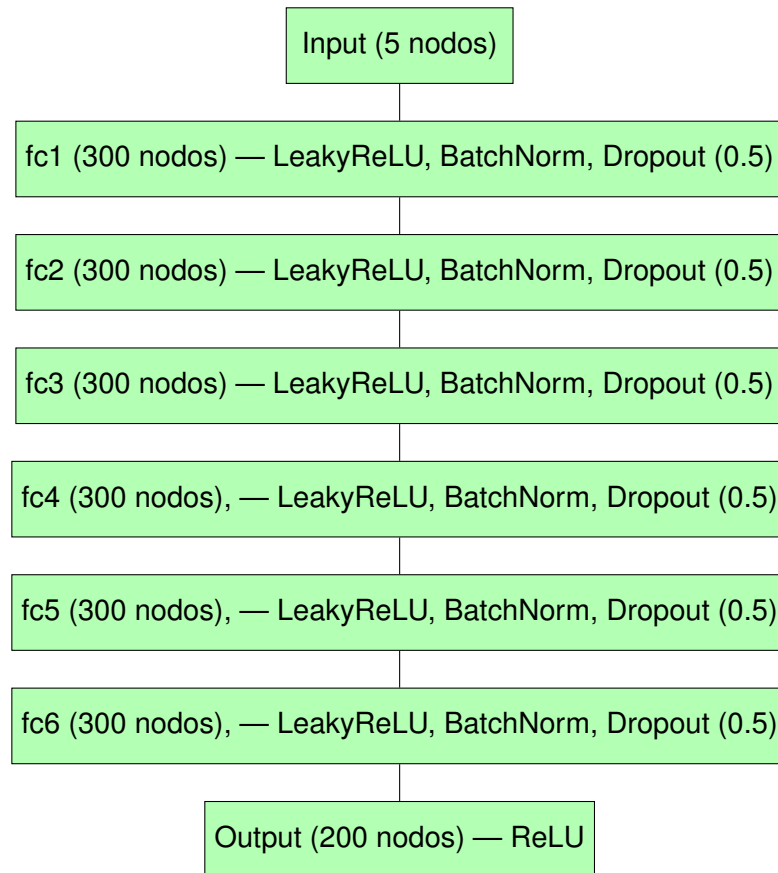 Input (5 nodos)
fc1 (300 nodos) — LeakyReLU, BatchNorm, Dropout (0.5)
fc2 (300 nodos) — LeakyReLU, BatchNorm, Dropout (0.5)
fc3 (300 nodos) — LeakyReLU, BatchNorm, Dropout (0.5)
fc4 (300 nodos), — LeakyReLU, BatchNorm, Dropout (0.5)
fc5 (300 nodos), — LeakyReLU, BatchNorm, Dropout (0.5)
fc6 (300 nodos), — LeakyReLU, BatchNorm, Dropout (0.5)
Output (200 nodos) — ReLU